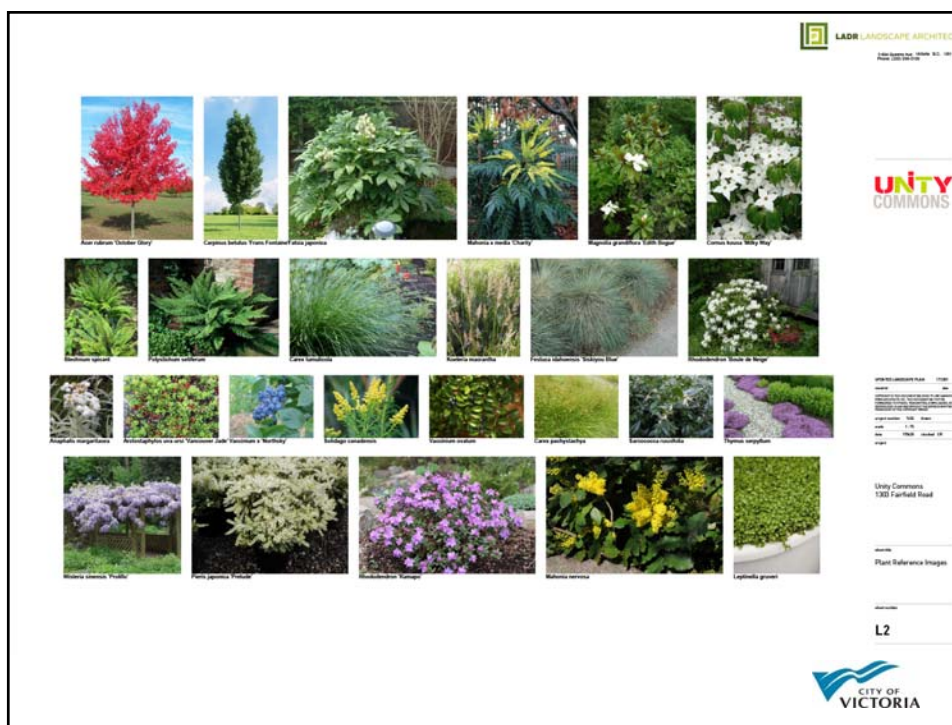 LADR LANDSCAPE ARCHITEC
UNITY
COMMONS
Acer rubrum 'October Glory'
Carpinus betulus 'Frans Fontaine'
Fatsia japonica
Mahonia x media 'Charity'
Magnolia grandiflora 'Edith Bogue'
Cornus kousa 'Milky Way'
Blechnum spicant
Polystichum setiferum
Carex tumulicola
Koeleria macrantha
Festuca idahoensis 'Siskiyou Blue'
Rhododendron 'Boule de Neige'
Anaphalis margaritacea
Arctostaphylos uva ursi 'Vancouver Jade'
Vaccinium x 'Northsky'
Solidago canadensis
Vaccinium ovatum
Carex pachystachya
Sarcococca ruscifolia
Thymus serpyllum
Wisteria sinensis 'Prolific'
Pieris japonica 'Prelude'
Rhododendron 'Ramapo'
Mahonia nervosa
Leptinella gruveri
Unity Commons
1303 Fairfield Road
Plant Reference Images
L2
CITY OF
VICTORIA